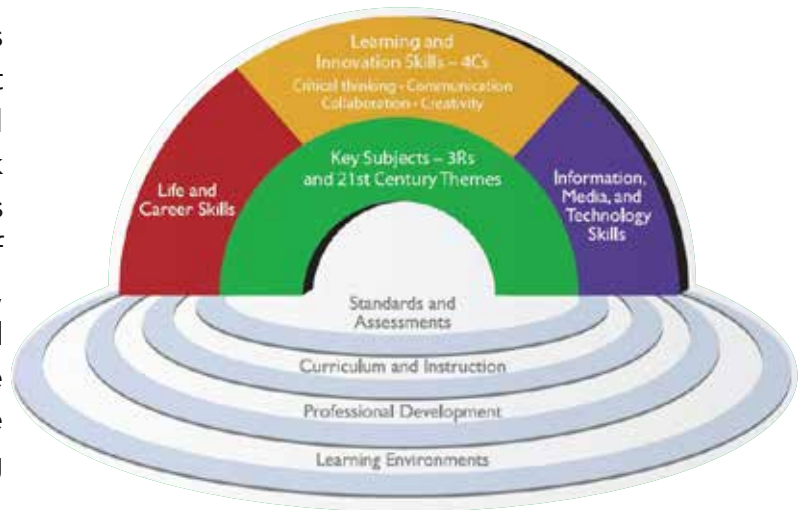 Learning and
Innovation Skills – 4Cs
Critical thinking • Communication
Collaboration • Creativity
Key Subjects – 3Rs
and 21st Century Themes
Life and
Career Skills
Information,
Media, and
Technology
Skills
Standards and
Assessments
Curriculum and Instruction
Professional Development
Learning Environments